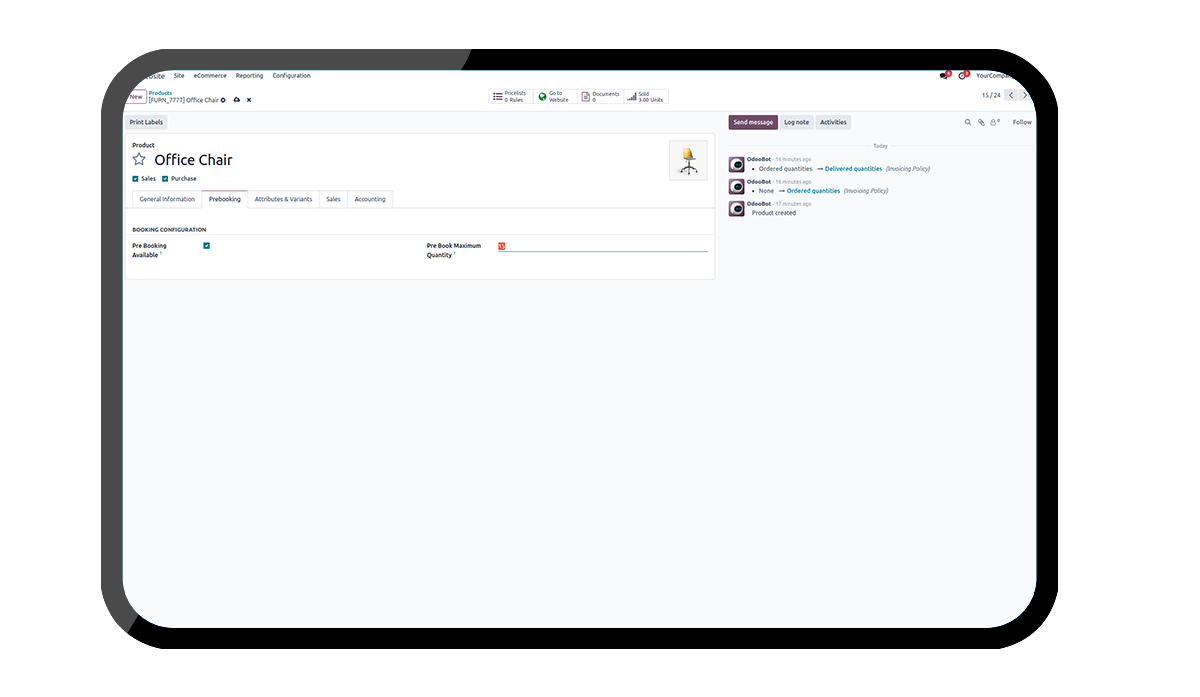 Site eCommerce Reporting Configuration
New
Products
[FURN_7777] Office Chair
Pricelists
0 Rules
Go to
Website
Documents
0
Sold
3.00 Units
15 / 24
Print Labels
Send message Log note Activities
Follow
Product
Office Chair
Sales Purchase
General Information Prebooking Attributes & Variants Sales Accounting
BOOKING CONFIGURATION
Pre Booking
Available ?
Pre Book Maximum
Quantity ?
15
Today
OdooBot - 16 minutes ago
• Ordered quantities → Delivered quantities (Invoicing Policy)
OdooBot - 16 minutes ago
• None → Ordered quantities (Invoicing Policy)
OdooBot - 17 minutes ago
Product created